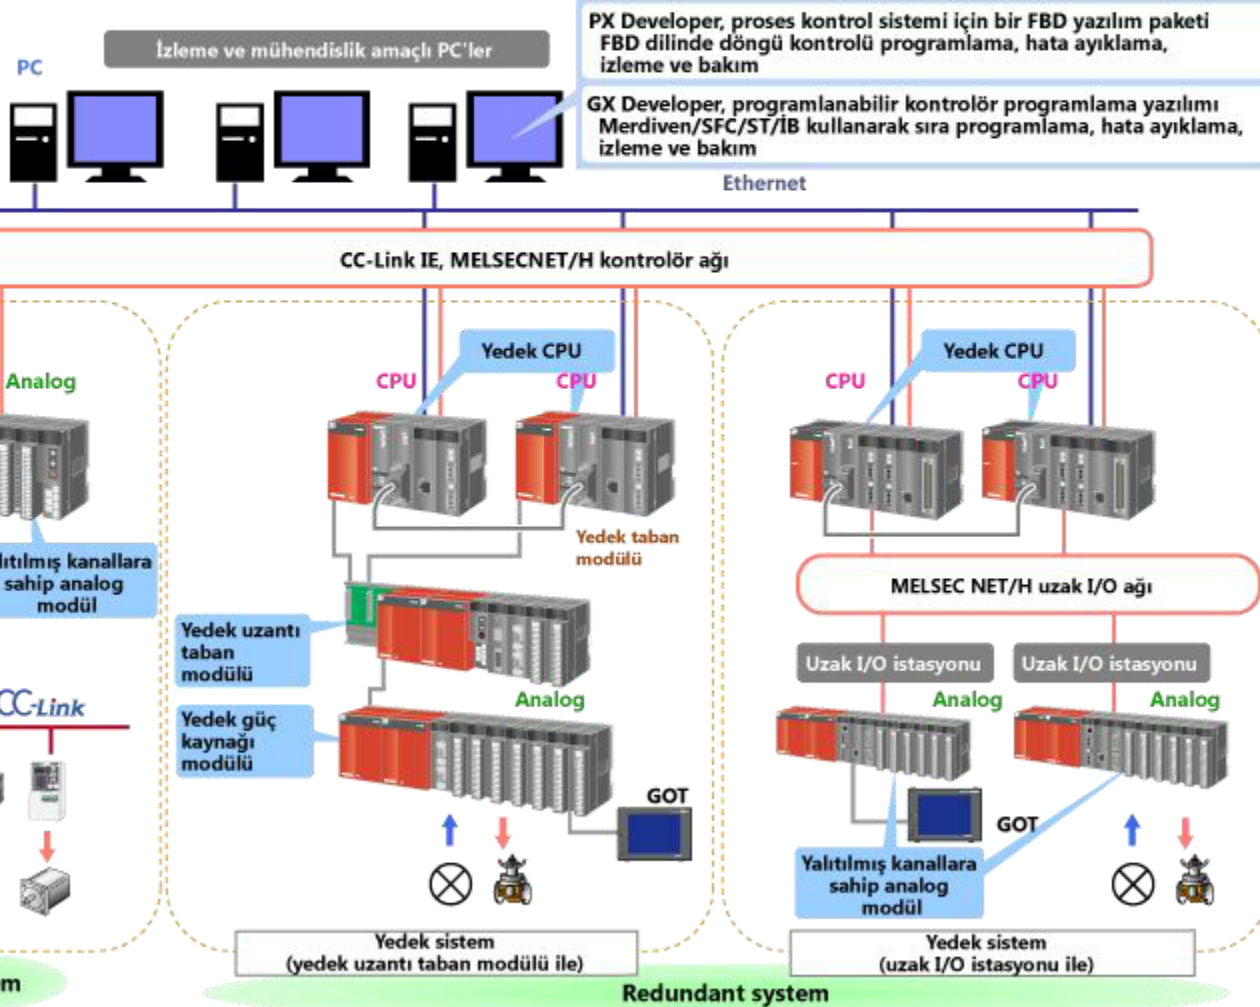 PX Developer, proses kontrol sistemi için bir FBD yazılım paketi
FBD dilinde döngü kontrolü programlama, hata ayıklama,
izleme ve bakım
İzleme ve mühendislik amaçlı PC'ler
PC
GX Developer, programlanabilir kontrolör programlama yazılımı
Merdiven/SFC/ST/İB kullanarak sıra programlama, hata ayıklama,
izleme ve bakım
Ethernet
CC-Link IE, MELSECNET/H kontrolör ağı
Analog
sahip analog
modül
CC-Link
Yedek CPU
CPU
CPU
Yedek taban
modülü
Yedek uzantı
taban
modülü
Analog
Yedek güç
kaynağı
modülü
GOT
Yedek sistem
(yedek uzantı taban modülü ile)
Yedek CPU
CPU
CPU
MELSEC NET/H uzak I/O ağı
Uzak I/O istasyonu
Uzak I/O istasyonu
Analog
Analog
GOT
Yalıtılmış kanallara
sahip analog
modül
Yedek sistem
(uzak I/O istasyonu ile)
Redundant system